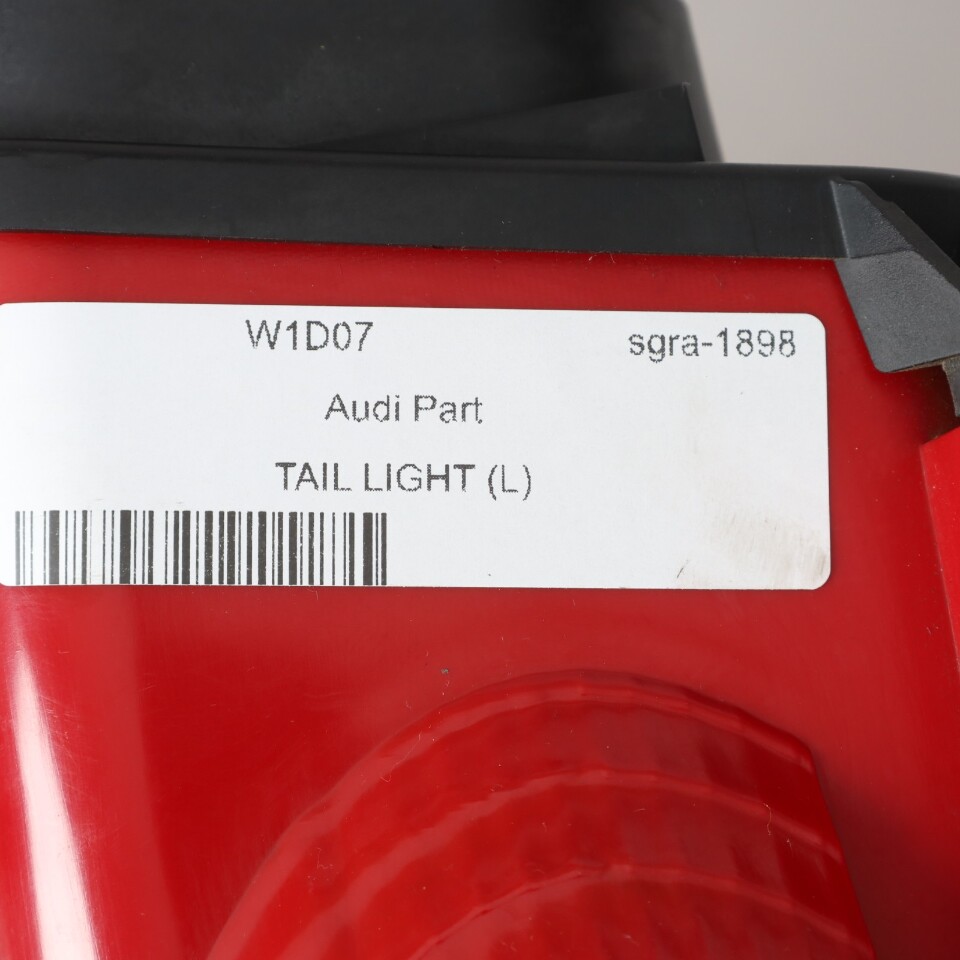 W1D07 sgra-1898
Audi Part
TAIL LIGHT (L)